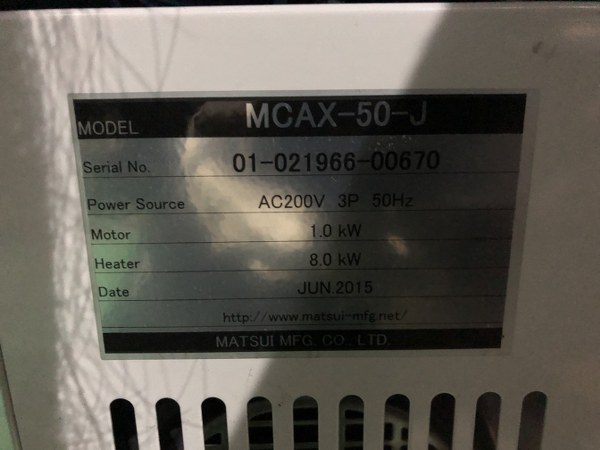 MODEL MCAX-50-J
Serial No. 01-021966-00670
Power Source AC200V 3P 50Hz
Motor 1.0 kW
Heater 8.0 kW
Date JUN.2015
http://www.matsui-mfg.net/
MATSUI MFG. CO. LTD.